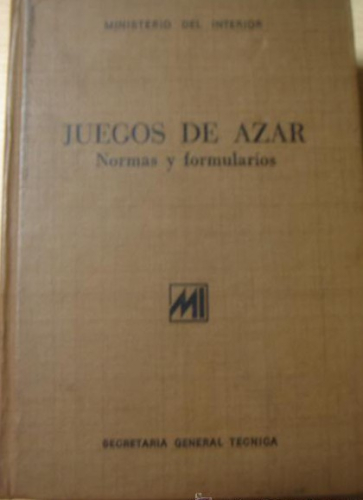 MINISTERIO DEL INTERIOR
JUEGOS DE AZAR
Normas y formularios
MI
SECRETARIA GENERAL TECNICA